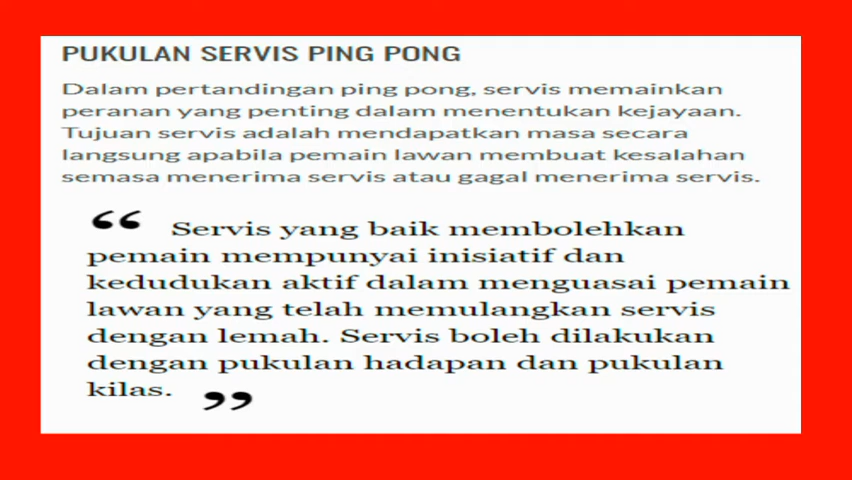 PUKULAN SERVIS PING PONG
Dalam pertandingan ping pong, servis memainkan
peranan yang penting dalam menentukan kejayaan.
Tujuan servis adalah mendapatkan masa secara
langsung apabila pemain lawan membuat kesalahan
semasa menerima servis atau gagal menerima servis.
“ Servis yang baik membolehkan
pemain mempunyai inisiatif dan
kedudukan aktif dalam menguasai pemain
lawan yang telah memulangkan servis
dengan lemah. Servis boleh dilakukan
dengan pukulan hadapan dan pukulan
kilas. ”